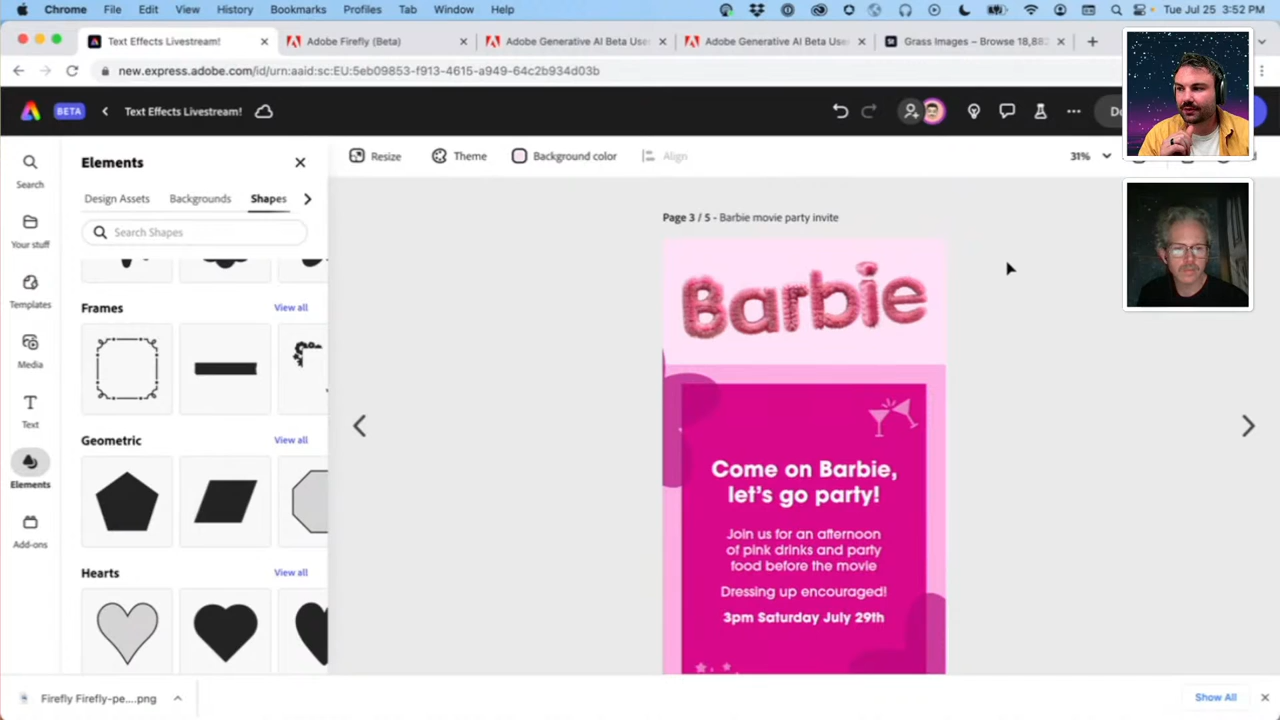 Chrome File Edit View History Bookmarks Profiles Tab Window Help Tue Jul 25 3:52 PM
Text Effects Livestream! Adobe Firefly (Beta) Adobe Generative AI Beta Use Adobe Generative AI Beta Use Grass Images – Browse 18,88
new.express.adobe.com/id/urn:aaid:sc:EU:5eb09853-f913-4615-a949-64c2b934d03b
BETA Text Effects Livestream!
Search
Your stuff
Templates
Media
Text
Elements
Add-ons
Elements
Design Assets Backgrounds Shapes
Search Shapes
Frames View all
Geometric View all
Hearts View all
Resize Theme Background color Align 31%
Page 3 / 5 - Barbie movie party invite
Barbie
Come on Barbie,
let's go party!
Join us for an afternoon
of pink drinks and party
food before the movie
Dressing up encouraged!
3pm Saturday July 29th
Firefly Firefly-pe....png Show All